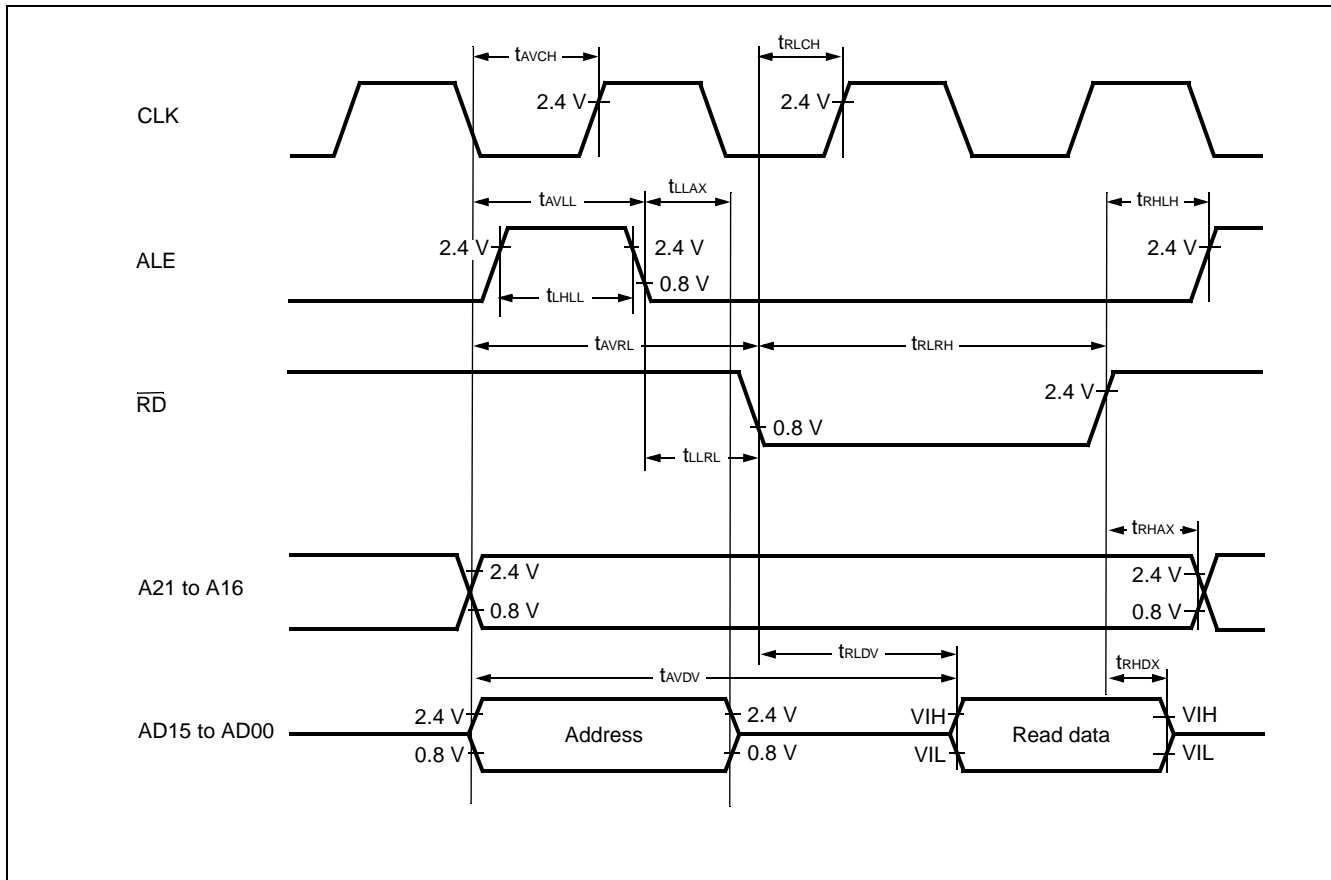 tAVCH
tRLCH
CLK
2.4 V
2.4 V
tAVLL
tLLAX
tRHLH
ALE
2.4 V
2.4 V
0.8 V
2.4 V
tLHLL
tAVRL
tRLRH
RD
2.4 V
0.8 V
tLLRL
tRHAX
A21 to A16
2.4 V
0.8 V
2.4 V
0.8 V
tRLDV
tAVDV
tRHDX
AD15 to AD00
2.4 V
0.8 V
Address
2.4 V
0.8 V
VIH
VIL
Read data
VIH
VIL